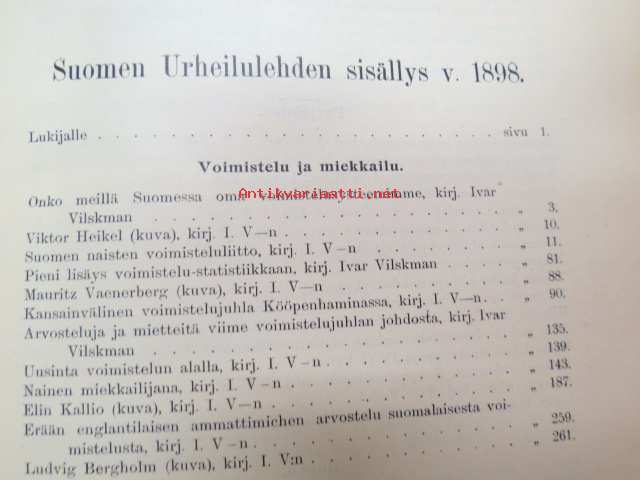 Suomen Urheilulehden sisällys v. 1898.
Lukijalle . . . . . . . . . . . . . . . . . . . . sivu 1.
Voimistelu ja miekkailu.
Antikvariaatti.net
Onko meillä Suomessa oma kirj. Ivar
Vilskman . . . . . . . . . . . . . . . . . . „ 3.
Viktor Heikel (kuva), kirj. I. V—n . . . . . . . . . . „ 10.
Suomen naisten voimisteluliitto, kirj. I. V—n . . . . . . . „ 11.
Pieni lisäys voimistelu-statistiikkaan, kirj. Ivar Vilskman . . . . „ 81.
Mauritz Vaenerberg (kuva), kirj. I. V—n . . . . . . . . „ 88.
Kansainvälinen voimistelujuhla Kööpenhaminassa, kirj. I. V—n. . . „ 90.
Arvosteluja ja mietteitä viime voimistelujuhlan johdosta, kirj. Ivar
Vilskman . . . . . . . . . . . . . . . . . . „ 135.
Uusinta voimistelun alalla, kirj. I. V—n . . . . . . . . . „ 139.
Nainen miekkailijana, kirj. I. V—n . . . . . . . . . . . „ 143.
Elin Kallio (kuva), kirj. I. V—n . . . . . . . . . . . . „ 187.
Erään englantilaisen ammattimichen arvostelu suomalaisesta voi-
mistelusta, kirj. I. V—n . . . . . . . . . . . . . . „ 259.
Ludvig Bergholm (kuva), kirj. I. V:n . . . . . . . . . . „ 261.